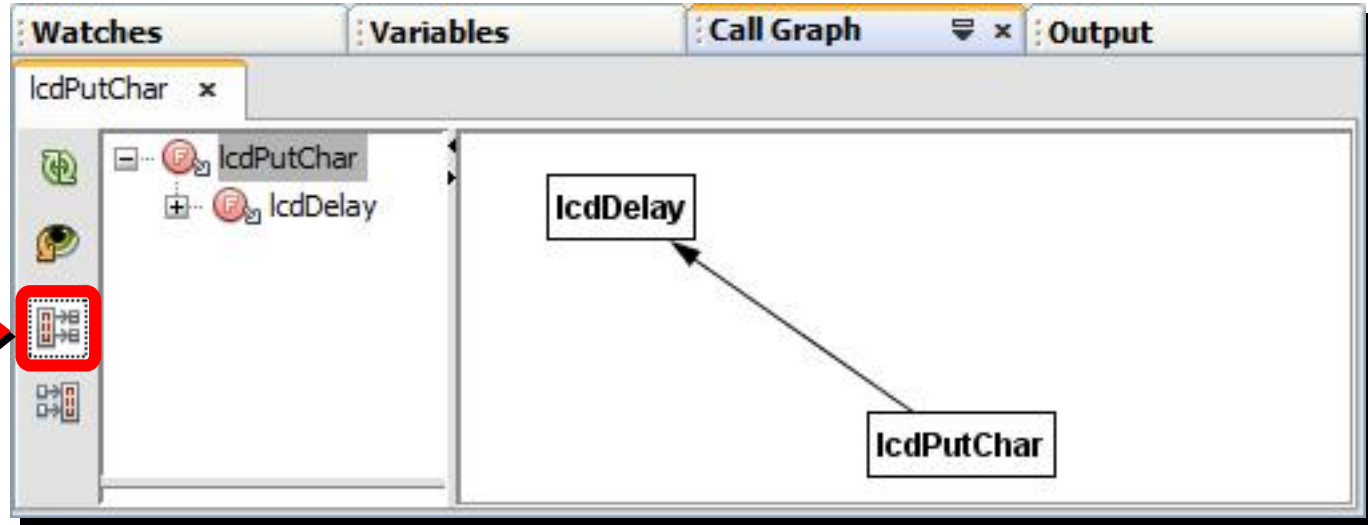 Watches Variables Call Graph Output
lcdPutChar
lcdPutChar
lcdDelay
lcdDelay
lcdPutChar